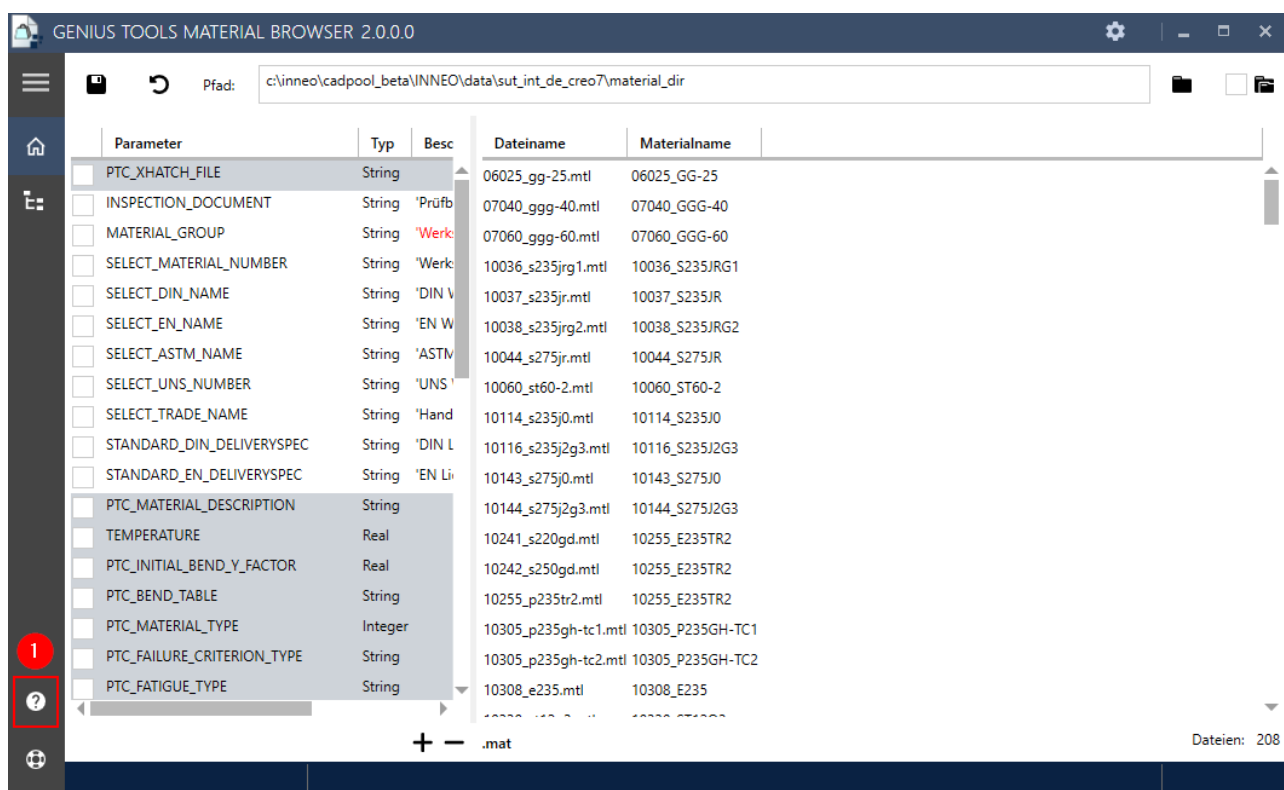 GENIUS TOOLS MATERIAL BROWSER 2.0.0.0
Pfad: c:\inneo\cadpool_beta\INNEO\data\sut_int_de_creo7\material_dir
Parameter Typ Besc Dateiname Materialname
PTC_XHATCH_FILE String 06025_gg-25.mtl 06025_GG-25
INSPECTION_DOCUMENT String 'Prüfb 07040_ggg-40.mtl 07040_GGG-40
MATERIAL_GROUP String 'Werks 07060_ggg-60.mtl 07060_GGG-60
SELECT_MATERIAL_NUMBER String 'Werks 10036_s235jrg1.mtl 10036_S235JRG1
SELECT_DIN_NAME String 'DIN W 10037_s235jr.mtl 10037_S235JR
SELECT_EN_NAME String 'EN W 10038_s235jrg2.mtl 10038_S235JRG2
SELECT_ASTM_NAME String 'ASTM 10044_s275jr.mtl 10044_S275JR
SELECT_UNS_NUMBER String 'UNS 10060_st60-2.mtl 10060_ST60-2
SELECT_TRADE_NAME String 'Hand 10114_s235j0.mtl 10114_S235J0
STANDARD_DIN_DELIVERYSPEC String 'DIN L 10116_s235j2g3.mtl 10116_S235J2G3
STANDARD_EN_DELIVERYSPEC String 'EN Li 10143_s275j0.mtl 10143_S275J0
PTC_MATERIAL_DESCRIPTION String 10144_s275j2g3.mtl 10144_S275J2G3
TEMPERATURE Real 10241_s220gd.mtl 10255_E235TR2
PTC_INITIAL_BEND_Y_FACTOR Real 10242_s250gd.mtl 10255_E235TR2
PTC_BEND_TABLE String 10255_p235tr2.mtl 10255_E235TR2
PTC_MATERIAL_TYPE Integer 10305_p235gh-tc1.mtl 10305_P235GH-TC1
1
PTC_FAILURE_CRITERION_TYPE String 10305_p235gh-tc2.mtl 10305_P235GH-TC2
PTC_FATIGUE_TYPE String 10308_e235.mtl 10308_E235
.mat Dateien: 208